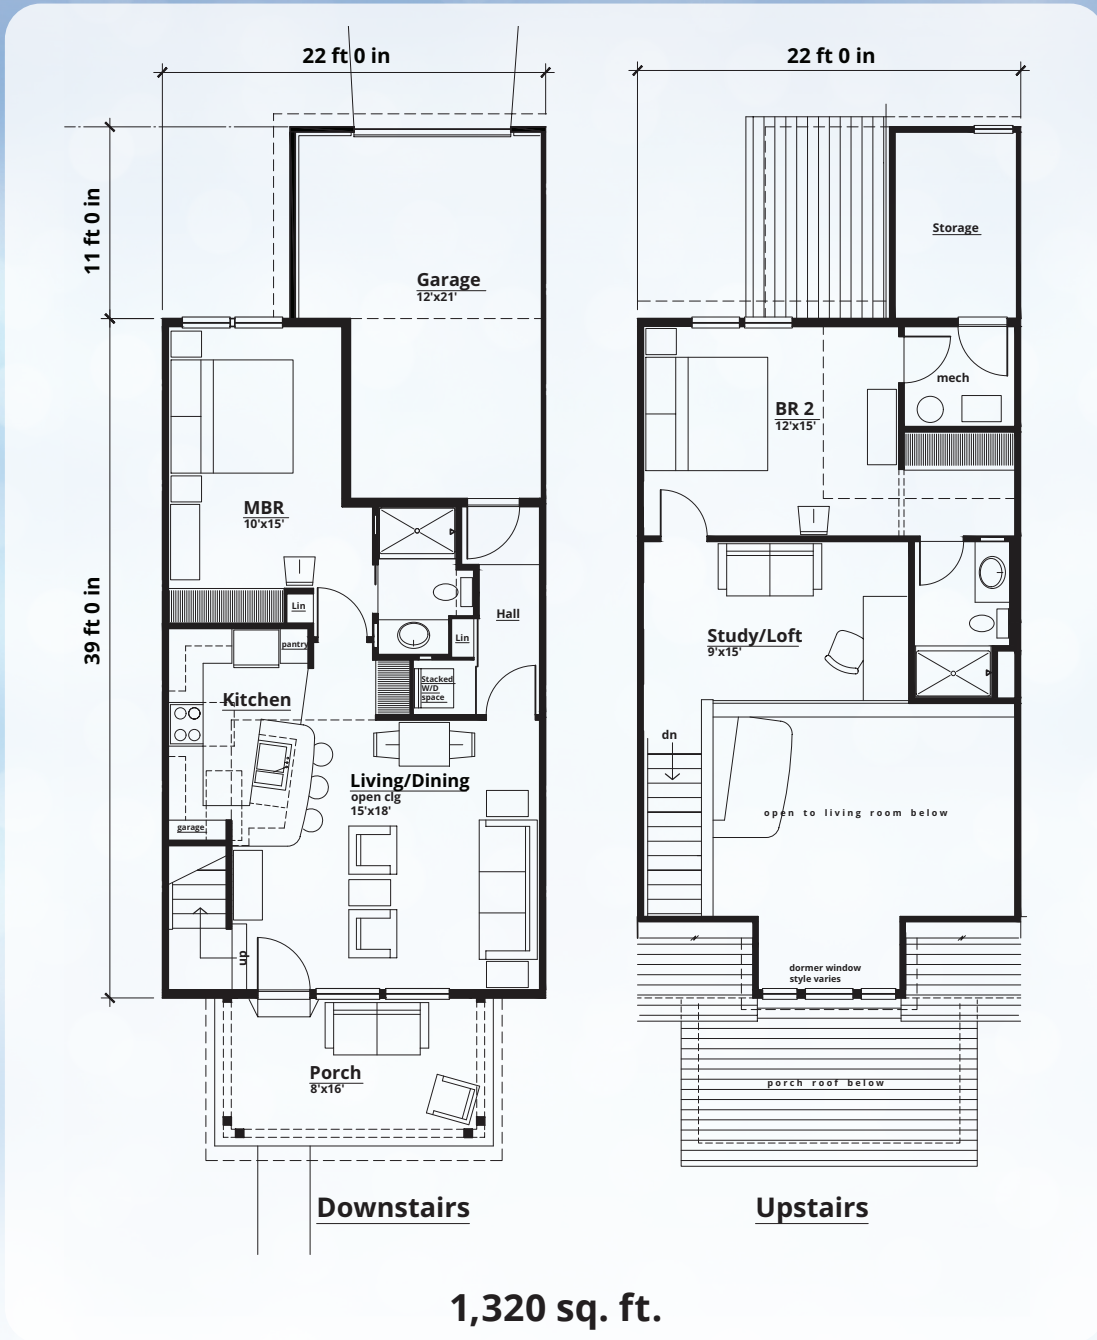 22 ft 0 in
22 ft 0 in
11 ft 0 in
39 ft 0 in
Garage
12'x21'
Storage
mech
BR 2
12'x15'
MBR
10'x15'
Lin
Hall
Lin
pantry
Stacked
W/D
space
Kitchen
Study/Loft
9'x15'
dn
Living/Dining
open clg
15'x18'
open to living room below
garage
up
dormer window
style varies
Porch
8'x16'
porch roof below
Downstairs
Upstairs
1,320 sq. ft.